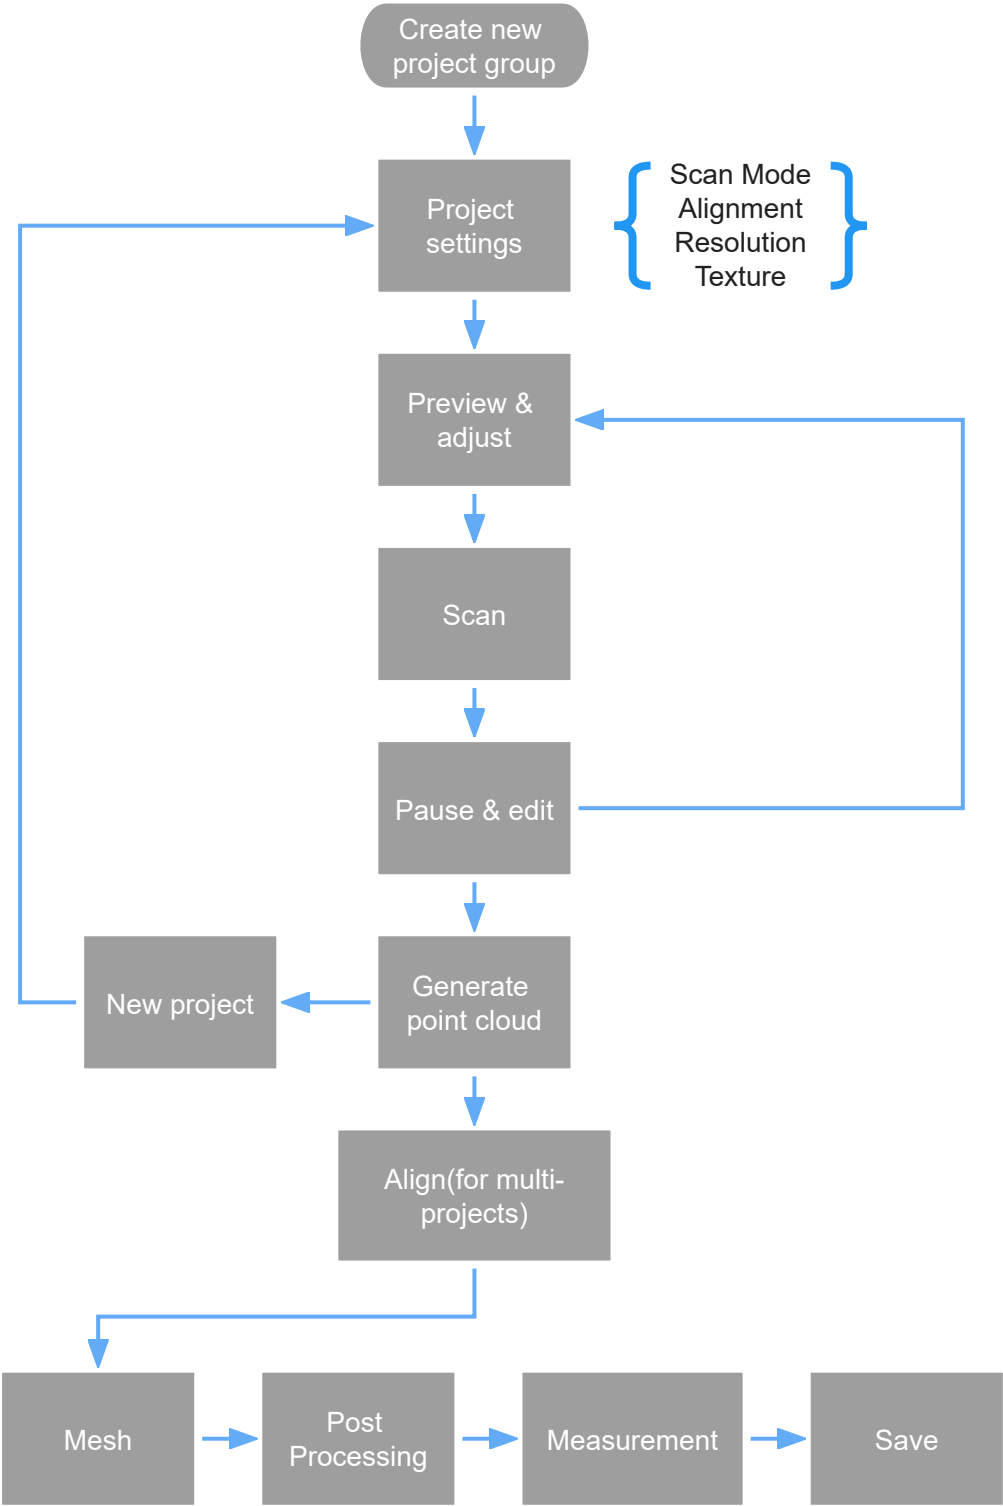 Create new
project group
Project
settings
Scan Mode
Alignment
Resolution
Texture
Preview &
adjust
Scan
Pause & edit
New project
Generate
point cloud
Align(for multi-
projects)
Mesh
Post
Processing
Measurement
Save